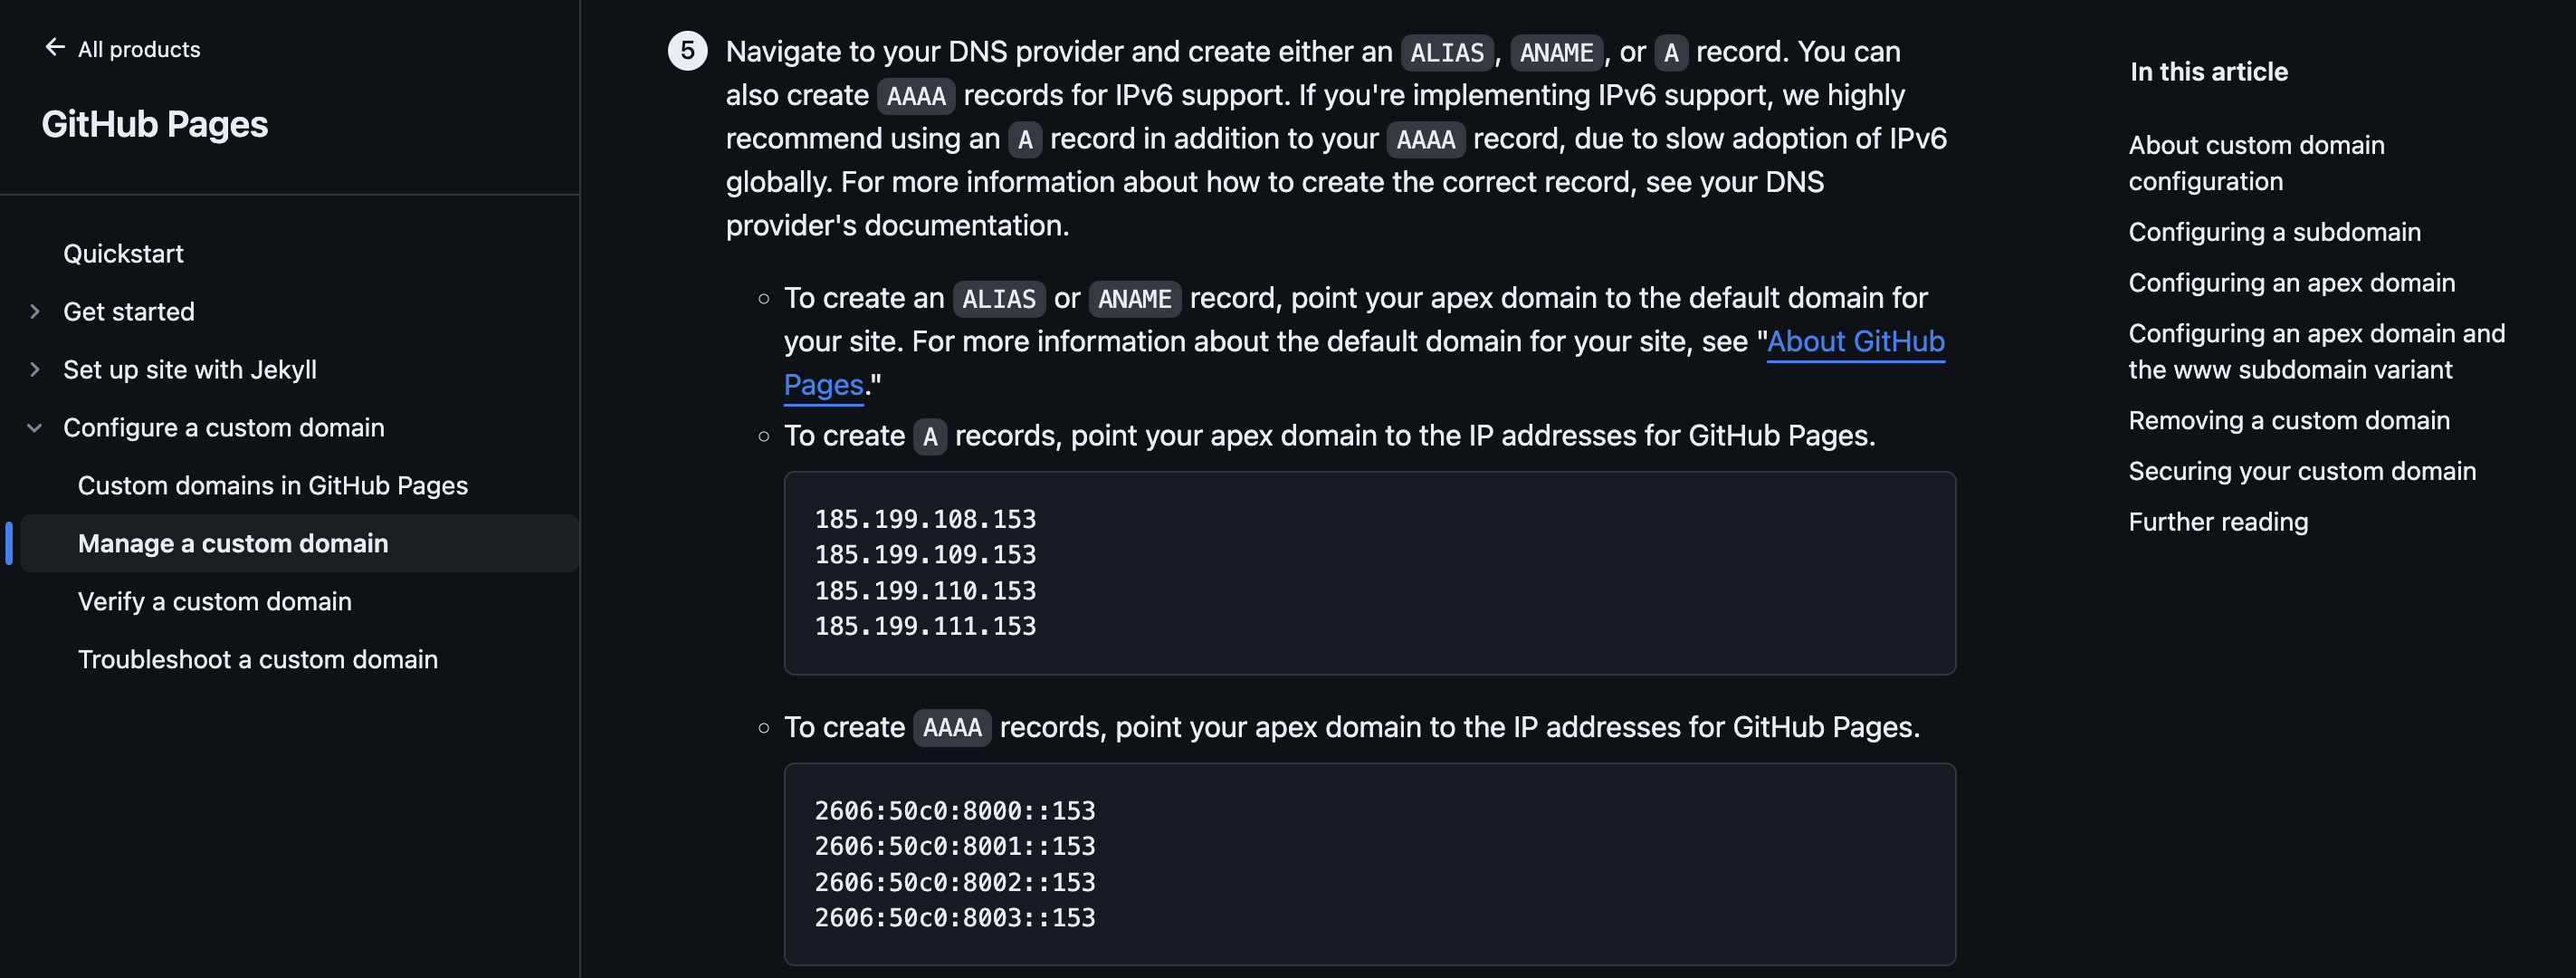 All products
GitHub Pages
Quickstart
Get started
Set up site with Jekyll
Configure a custom domain
Custom domains in GitHub Pages
Manage a custom domain
Verify a custom domain
Troubleshoot a custom domain
5 Navigate to your DNS provider and create either an ALIAS, ANAME, or A record. You can
also create AAAA records for IPv6 support. If you're implementing IPv6 support, we highly
recommend using an A record in addition to your AAAA record, due to slow adoption of IPv6
globally. For more information about how to create the correct record, see your DNS
provider's documentation.
To create an ALIAS or ANAME record, point your apex domain to the default domain for
your site. For more information about the default domain for your site, see "About GitHub
Pages."
To create A records, point your apex domain to the IP addresses for GitHub Pages.
185.199.108.153
185.199.109.153
185.199.110.153
185.199.111.153
To create AAAA records, point your apex domain to the IP addresses for GitHub Pages.
2606:50c0:8000::153
2606:50c0:8001::153
2606:50c0:8002::153
2606:50c0:8003::153
In this article
About custom domain
configuration
Configuring a subdomain
Configuring an apex domain
Configuring an apex domain and
the www subdomain variant
Removing a custom domain
Securing your custom domain
Further reading